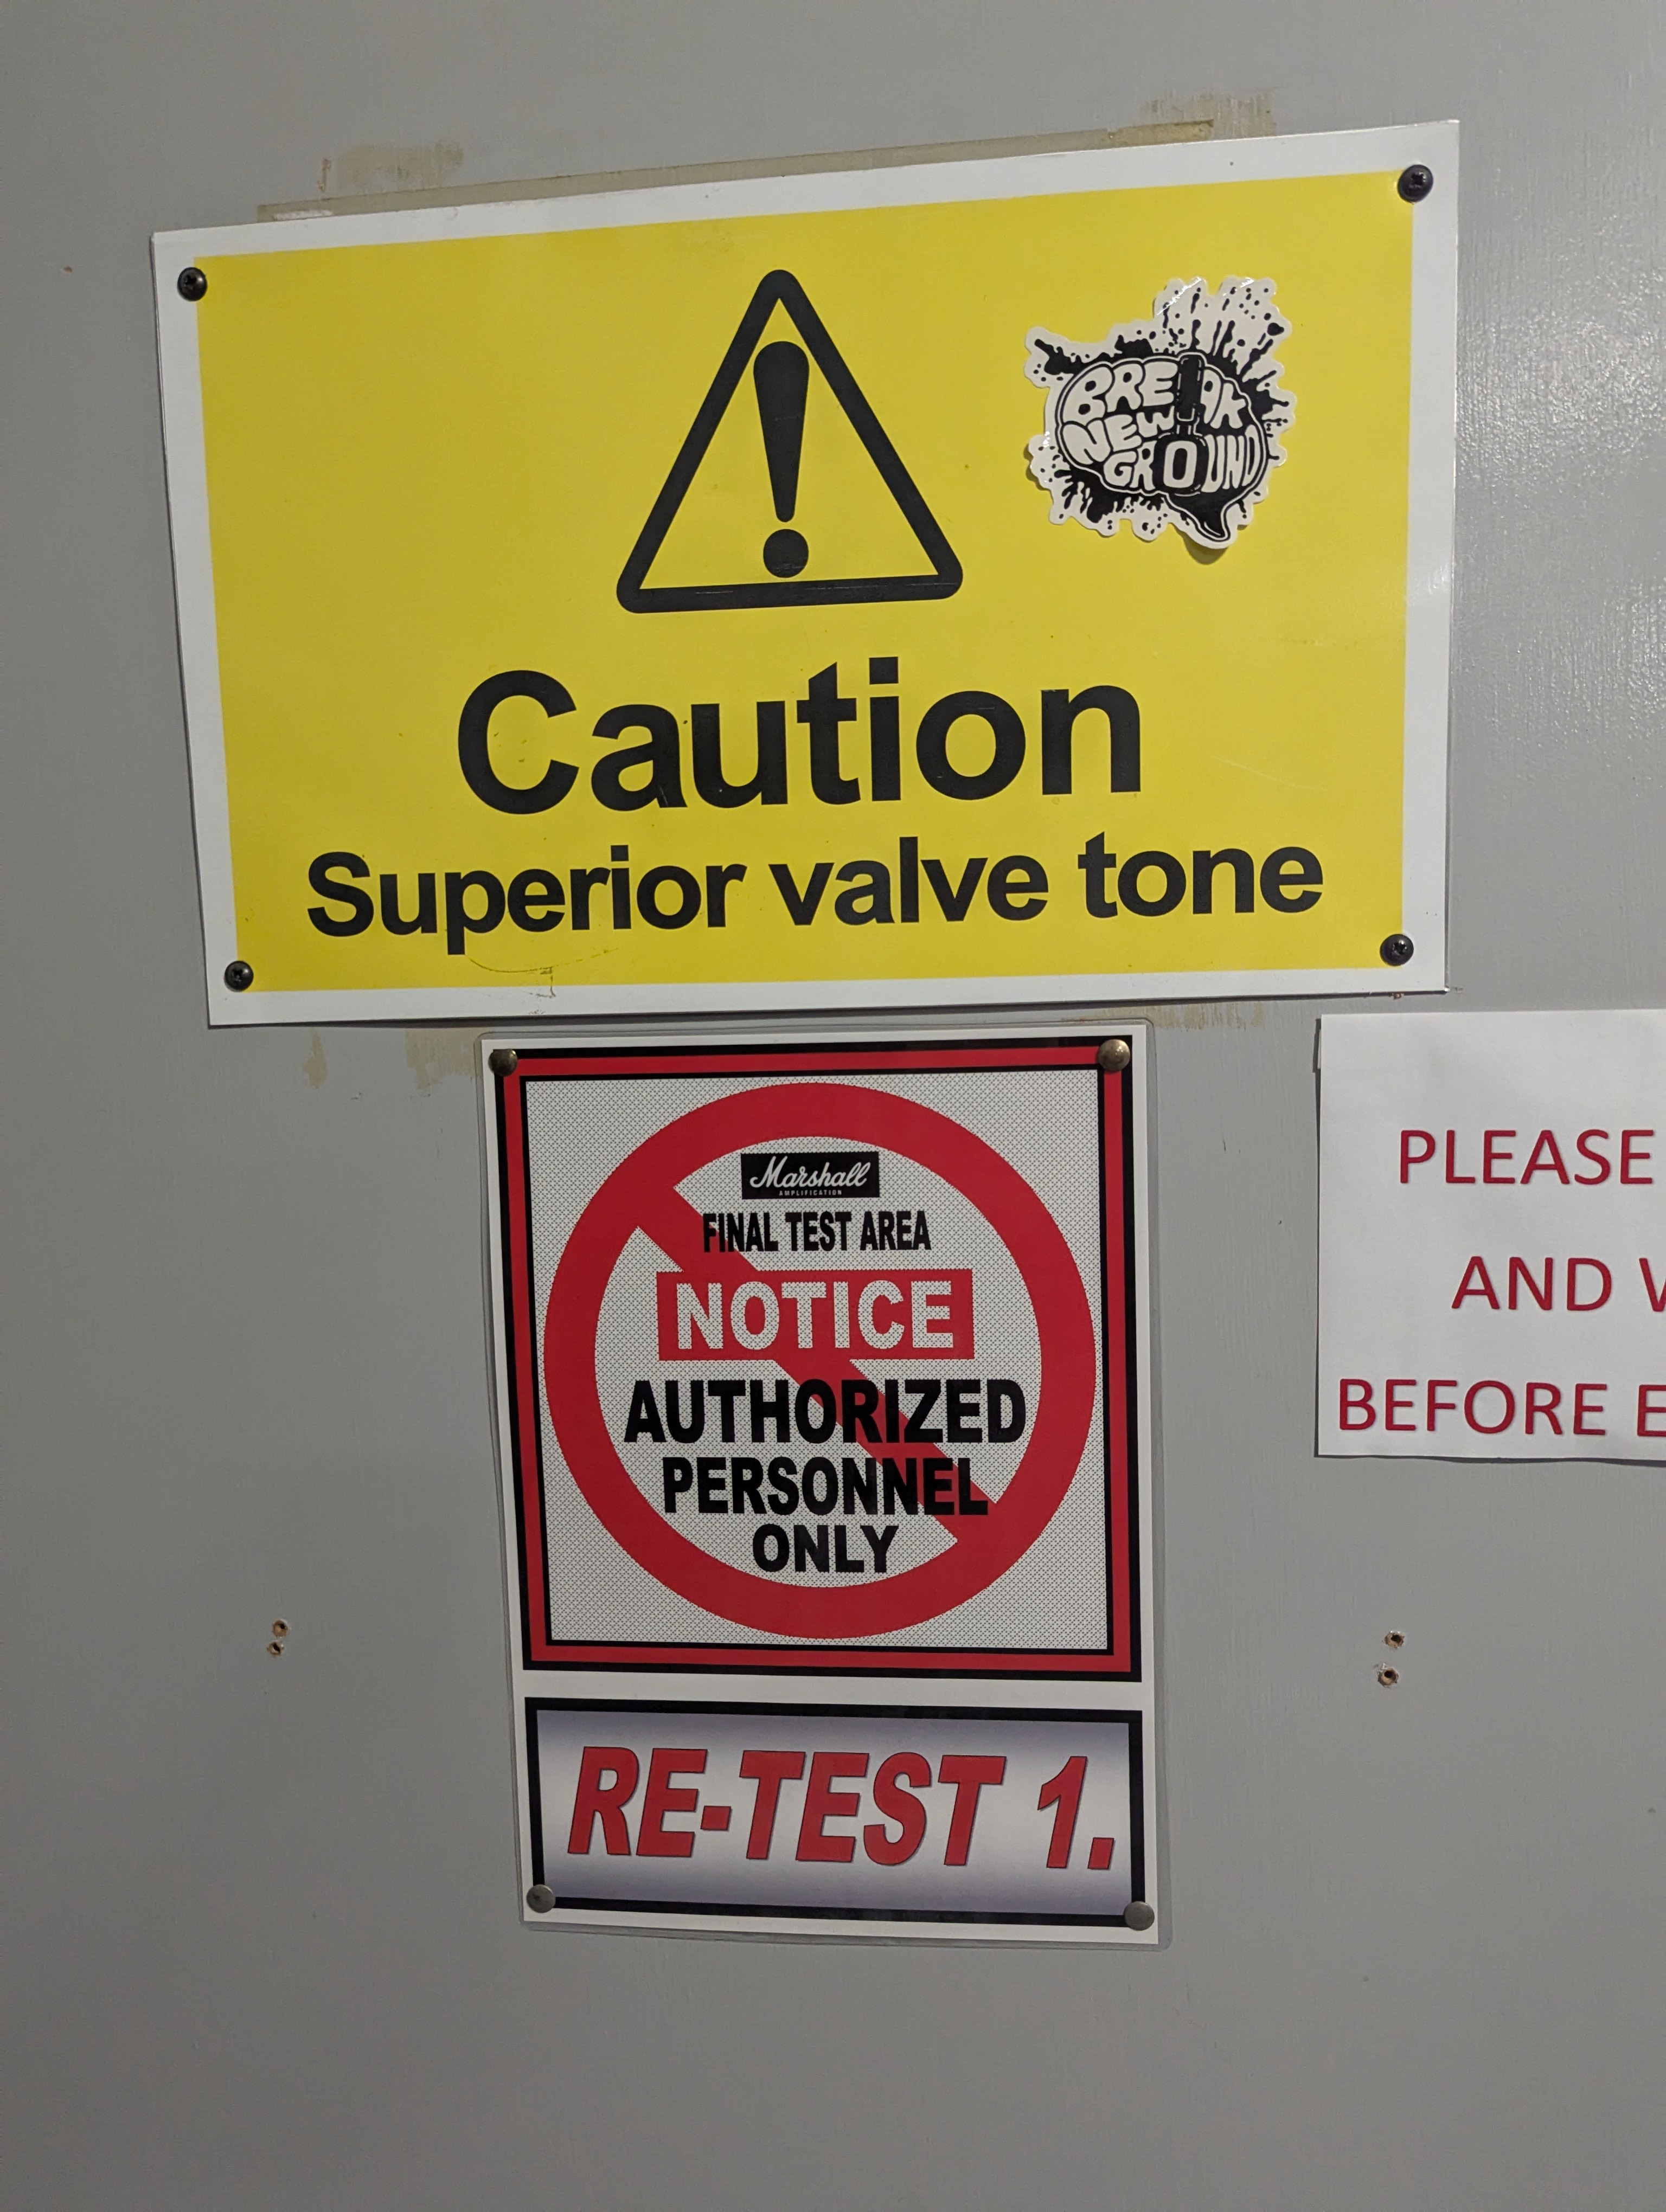 BREAK
NEW
GROUND
Caution
Superior valve tone
Marshall
AMPLIFICATION
FINAL TEST AREA
NOTICE
AUTHORIZED
PERSONNEL
ONLY
RE-TEST 1.
PLEASE
AND
BEFORE